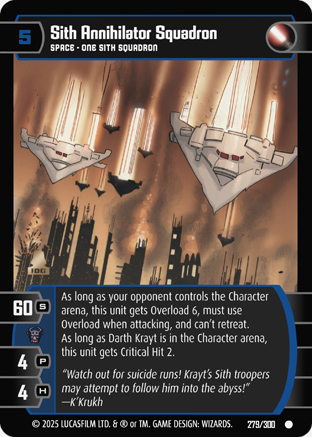 5 Sith Annihilator Squadron
SPACE - ONE SITH SQUADRON
10G
60 S
As long as your opponent controls the Character
arena, this unit gets Overload 6, must use
Overload when attacking, and can't retreat.
As long as Darth Krayt is in the Character arena,
this unit gets Critical Hit 2.
4 P
"Watch out for suicide runs! Krayt's Sith troopers
may attempt to follow him into the abyss!"
4 H
—K'Krukh
© 2025 LUCASFILM LTD. & ® or TM. GAME DESIGN: WIZARDS. 279/300